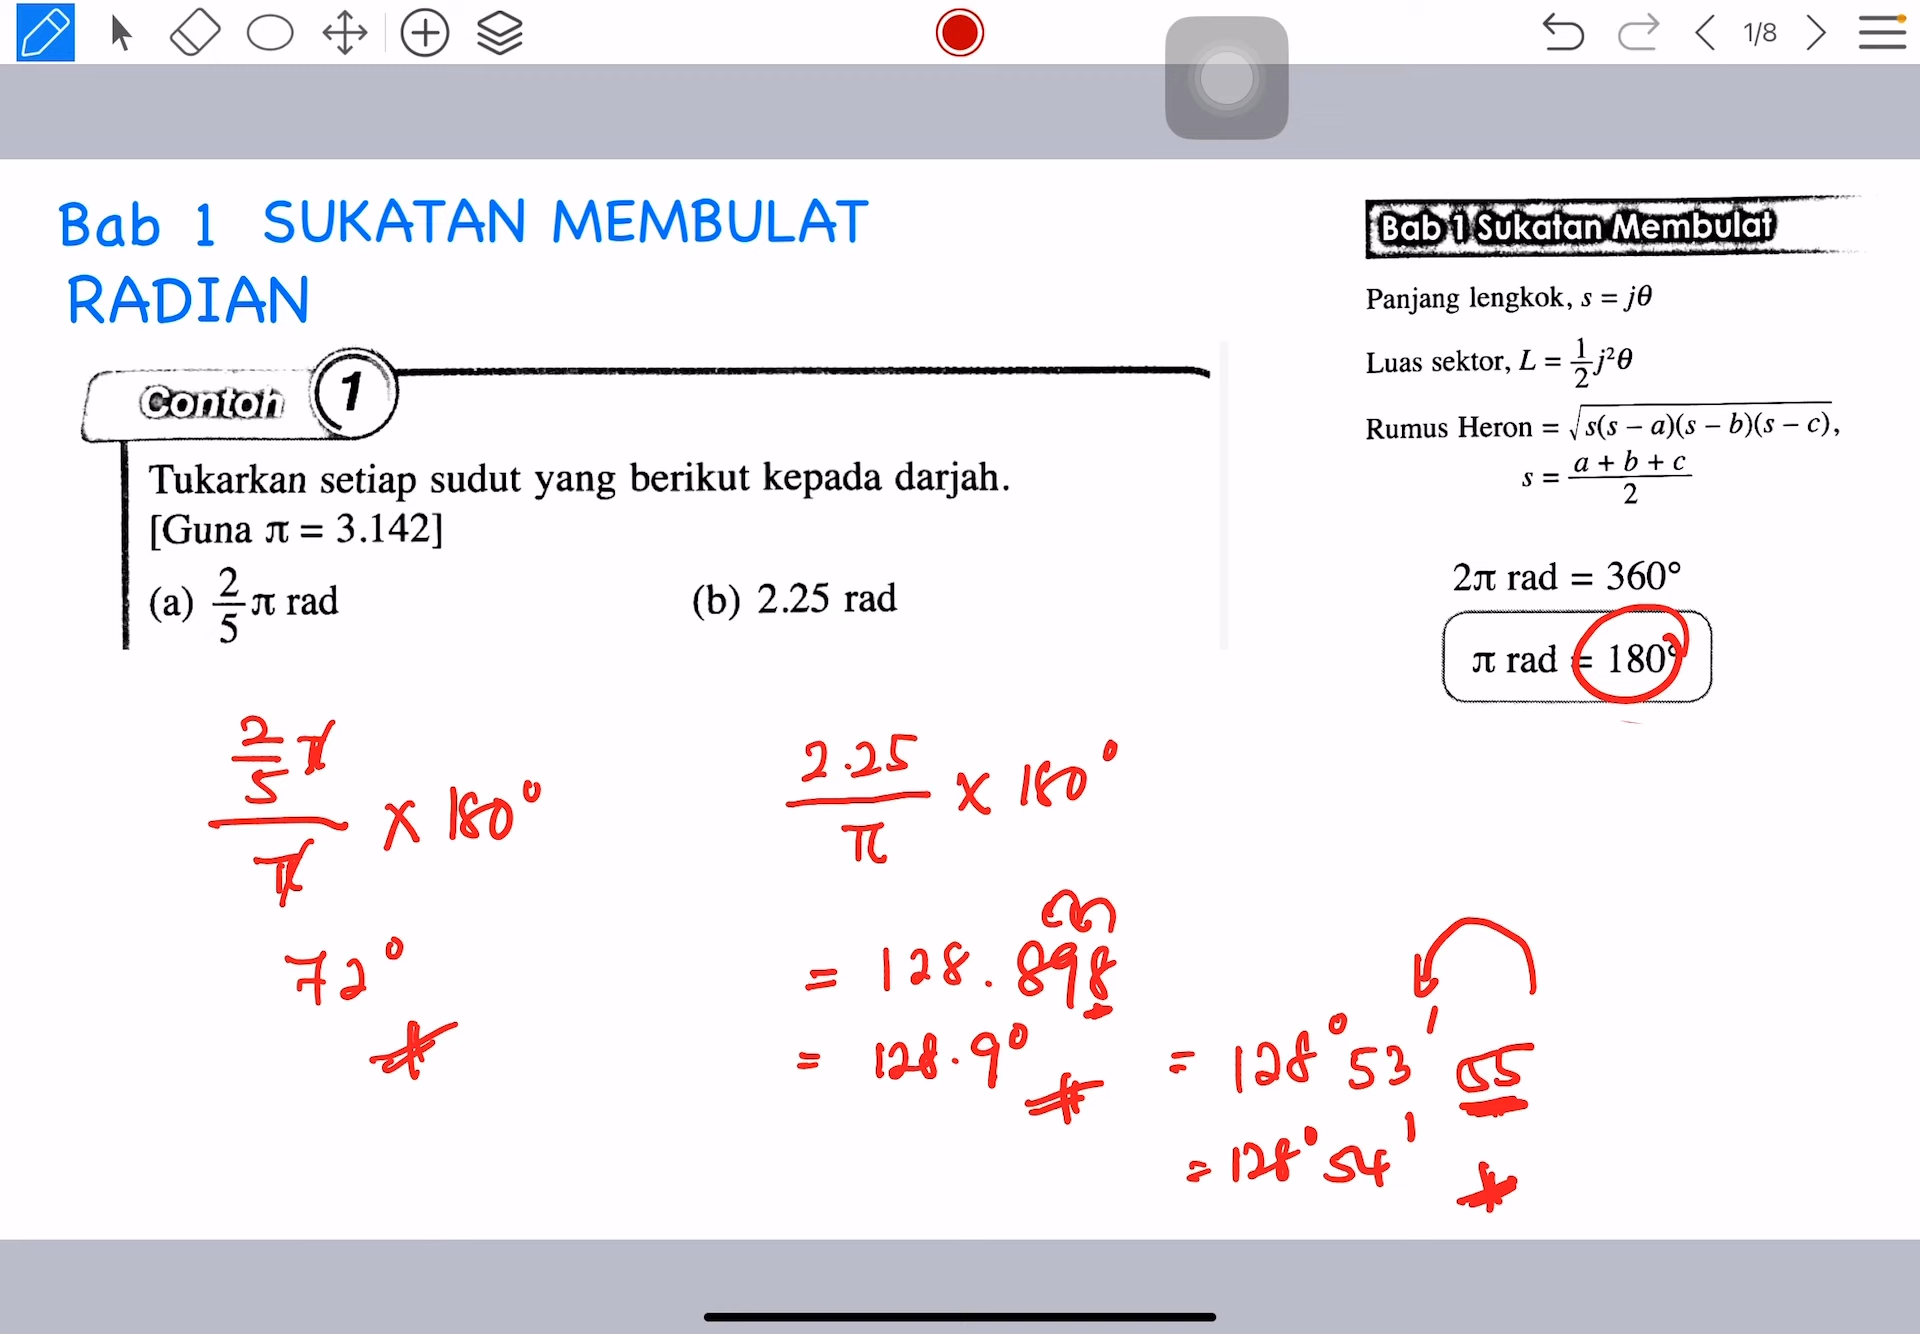 1/8
Bab 1 SUKATAN MEMBULAT
RADIAN
Contoh 1
Tukarkan setiap sudut yang berikut kepada darjah.
[Guna π = 3.142]
(a) 2/5 π rad
(b) 2.25 rad
2/5 π / π × 180°
72°
2.25 / π × 180°
= 128.898
= 128.9°
= 128°53'55
= 128°54'
Bab 1 Sukatan Membulat
Panjang lengkok, s = jθ
Luas sektor, L = 1/2 j²θ
Rumus Heron = √s(s – a)(s – b)(s – c),
s = a + b + c / 2
2π rad = 360°
π rad = 180°